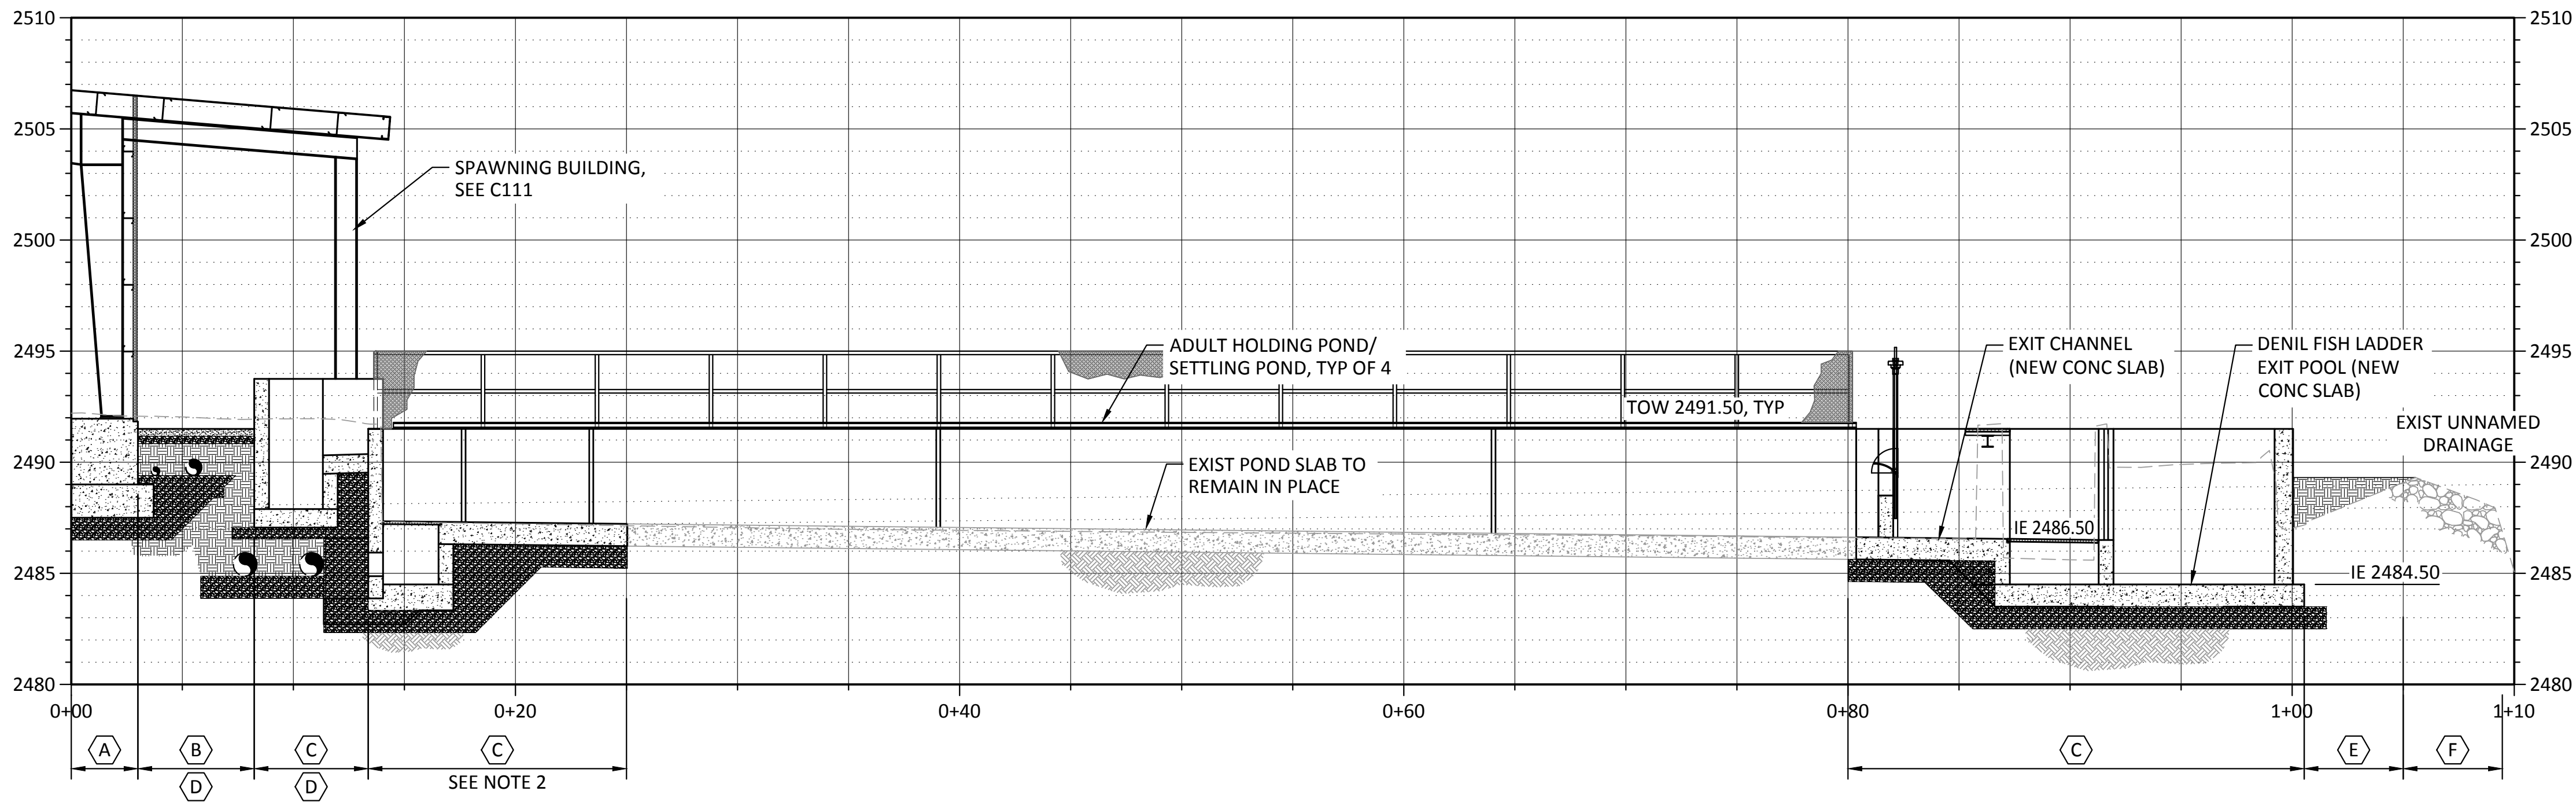 2510
2510
2505
2505
SPAWNING BUILDING,
SEE C111
2500
2500
2495
2495
ADULT HOLDING POND/
SETTLING POND, TYP OF 4
EXIT CHANNEL
(NEW CONC SLAB)
DENIL FISH LADDER
EXIT POOL (NEW
CONC SLAB)
TOW 2491.50, TYP
EXIST UNNAMED
DRAINAGE
2490
2490
EXIST POND SLAB TO
REMAIN IN PLACE
IE 2486.50
2485
IE 2484.50
2485
2480
2480
0+00
0+20
0+40
0+60
0+80
1+00
1+10
A
B
C
C
C
E
F
D
D
SEE NOTE 2